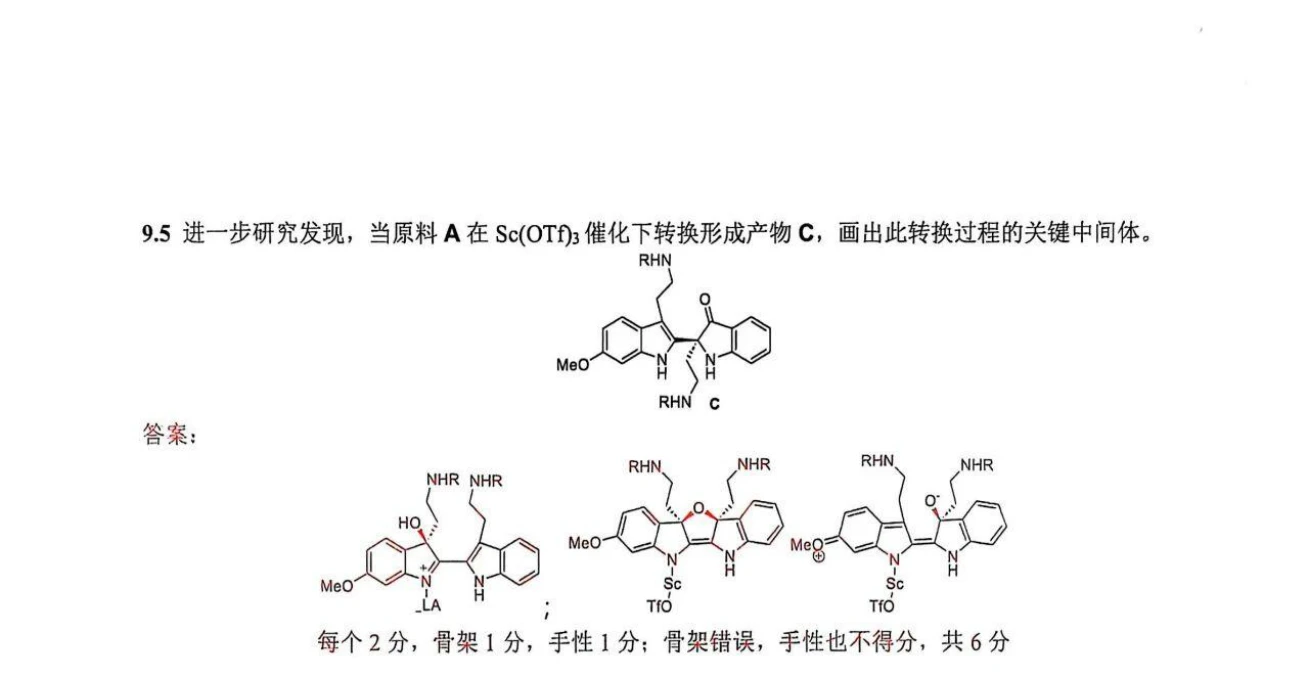 9.5 进一步研究发现，当原料 A 在 Sc(OTf)₃ 催化下转换形成产物 C，画出此转换过程的关键中间体。
RHN
O
MeO
N
H
N
H
RHN C
答案：
NHR NHR
HO
MeO
+
N
-LA
N
H
;
RHN NHR
O
MeO
N
N
H
Sc
TfO
RHN NHR
O-
MeO
⊕
N
N
H
Sc
TfO
每个 2 分，骨架 1 分，手性 1 分；骨架错误，手性也不得分，共 6 分